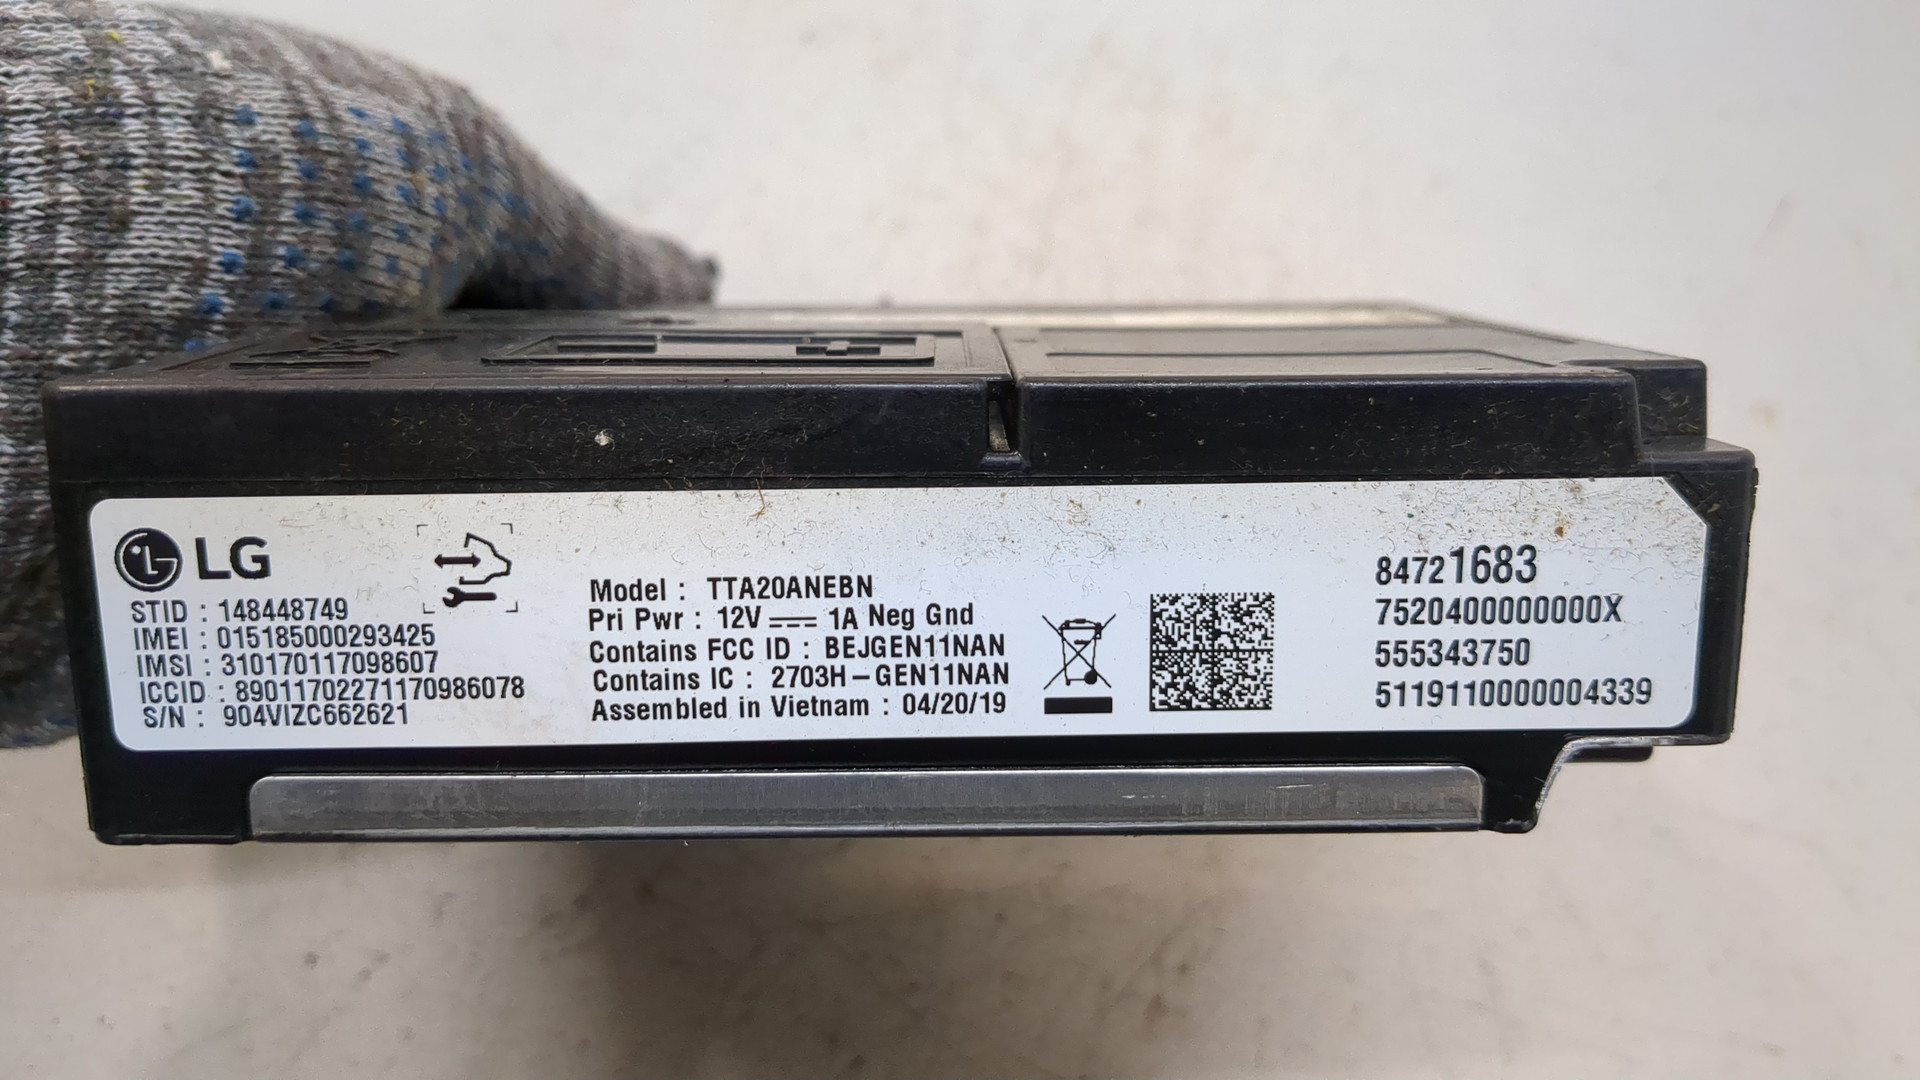 LG
STID : 148448749
IMEI : 015185000293425
IMSI : 310170117098607
ICCID : 89011702271170986078
S/N : 904VIZC662621
Model : TTA20ANEBN
Pri Pwr : 12V 1A Neg Gnd
Contains FCC ID : BEJGEN11NAN
Contains IC : 2703H-GEN11NAN
Assembled in Vietnam : 04/20/19
84721683
7520400000000X
555343750
5119110000004339